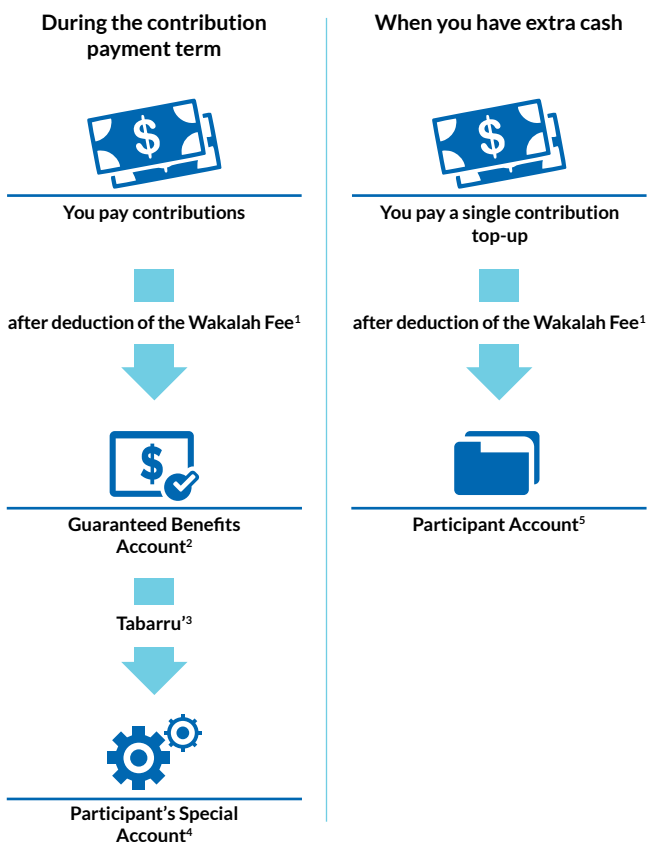 During the contribution
payment term
$
You pay contributions
after deduction of the Wakalah Fee¹
$
Guaranteed Benefits
Account²
Tabarru'³
Participant's Special
Account⁴
When you have extra cash
$
You pay a single contribution
top-up
after deduction of the Wakalah Fee¹
Participant Account⁵